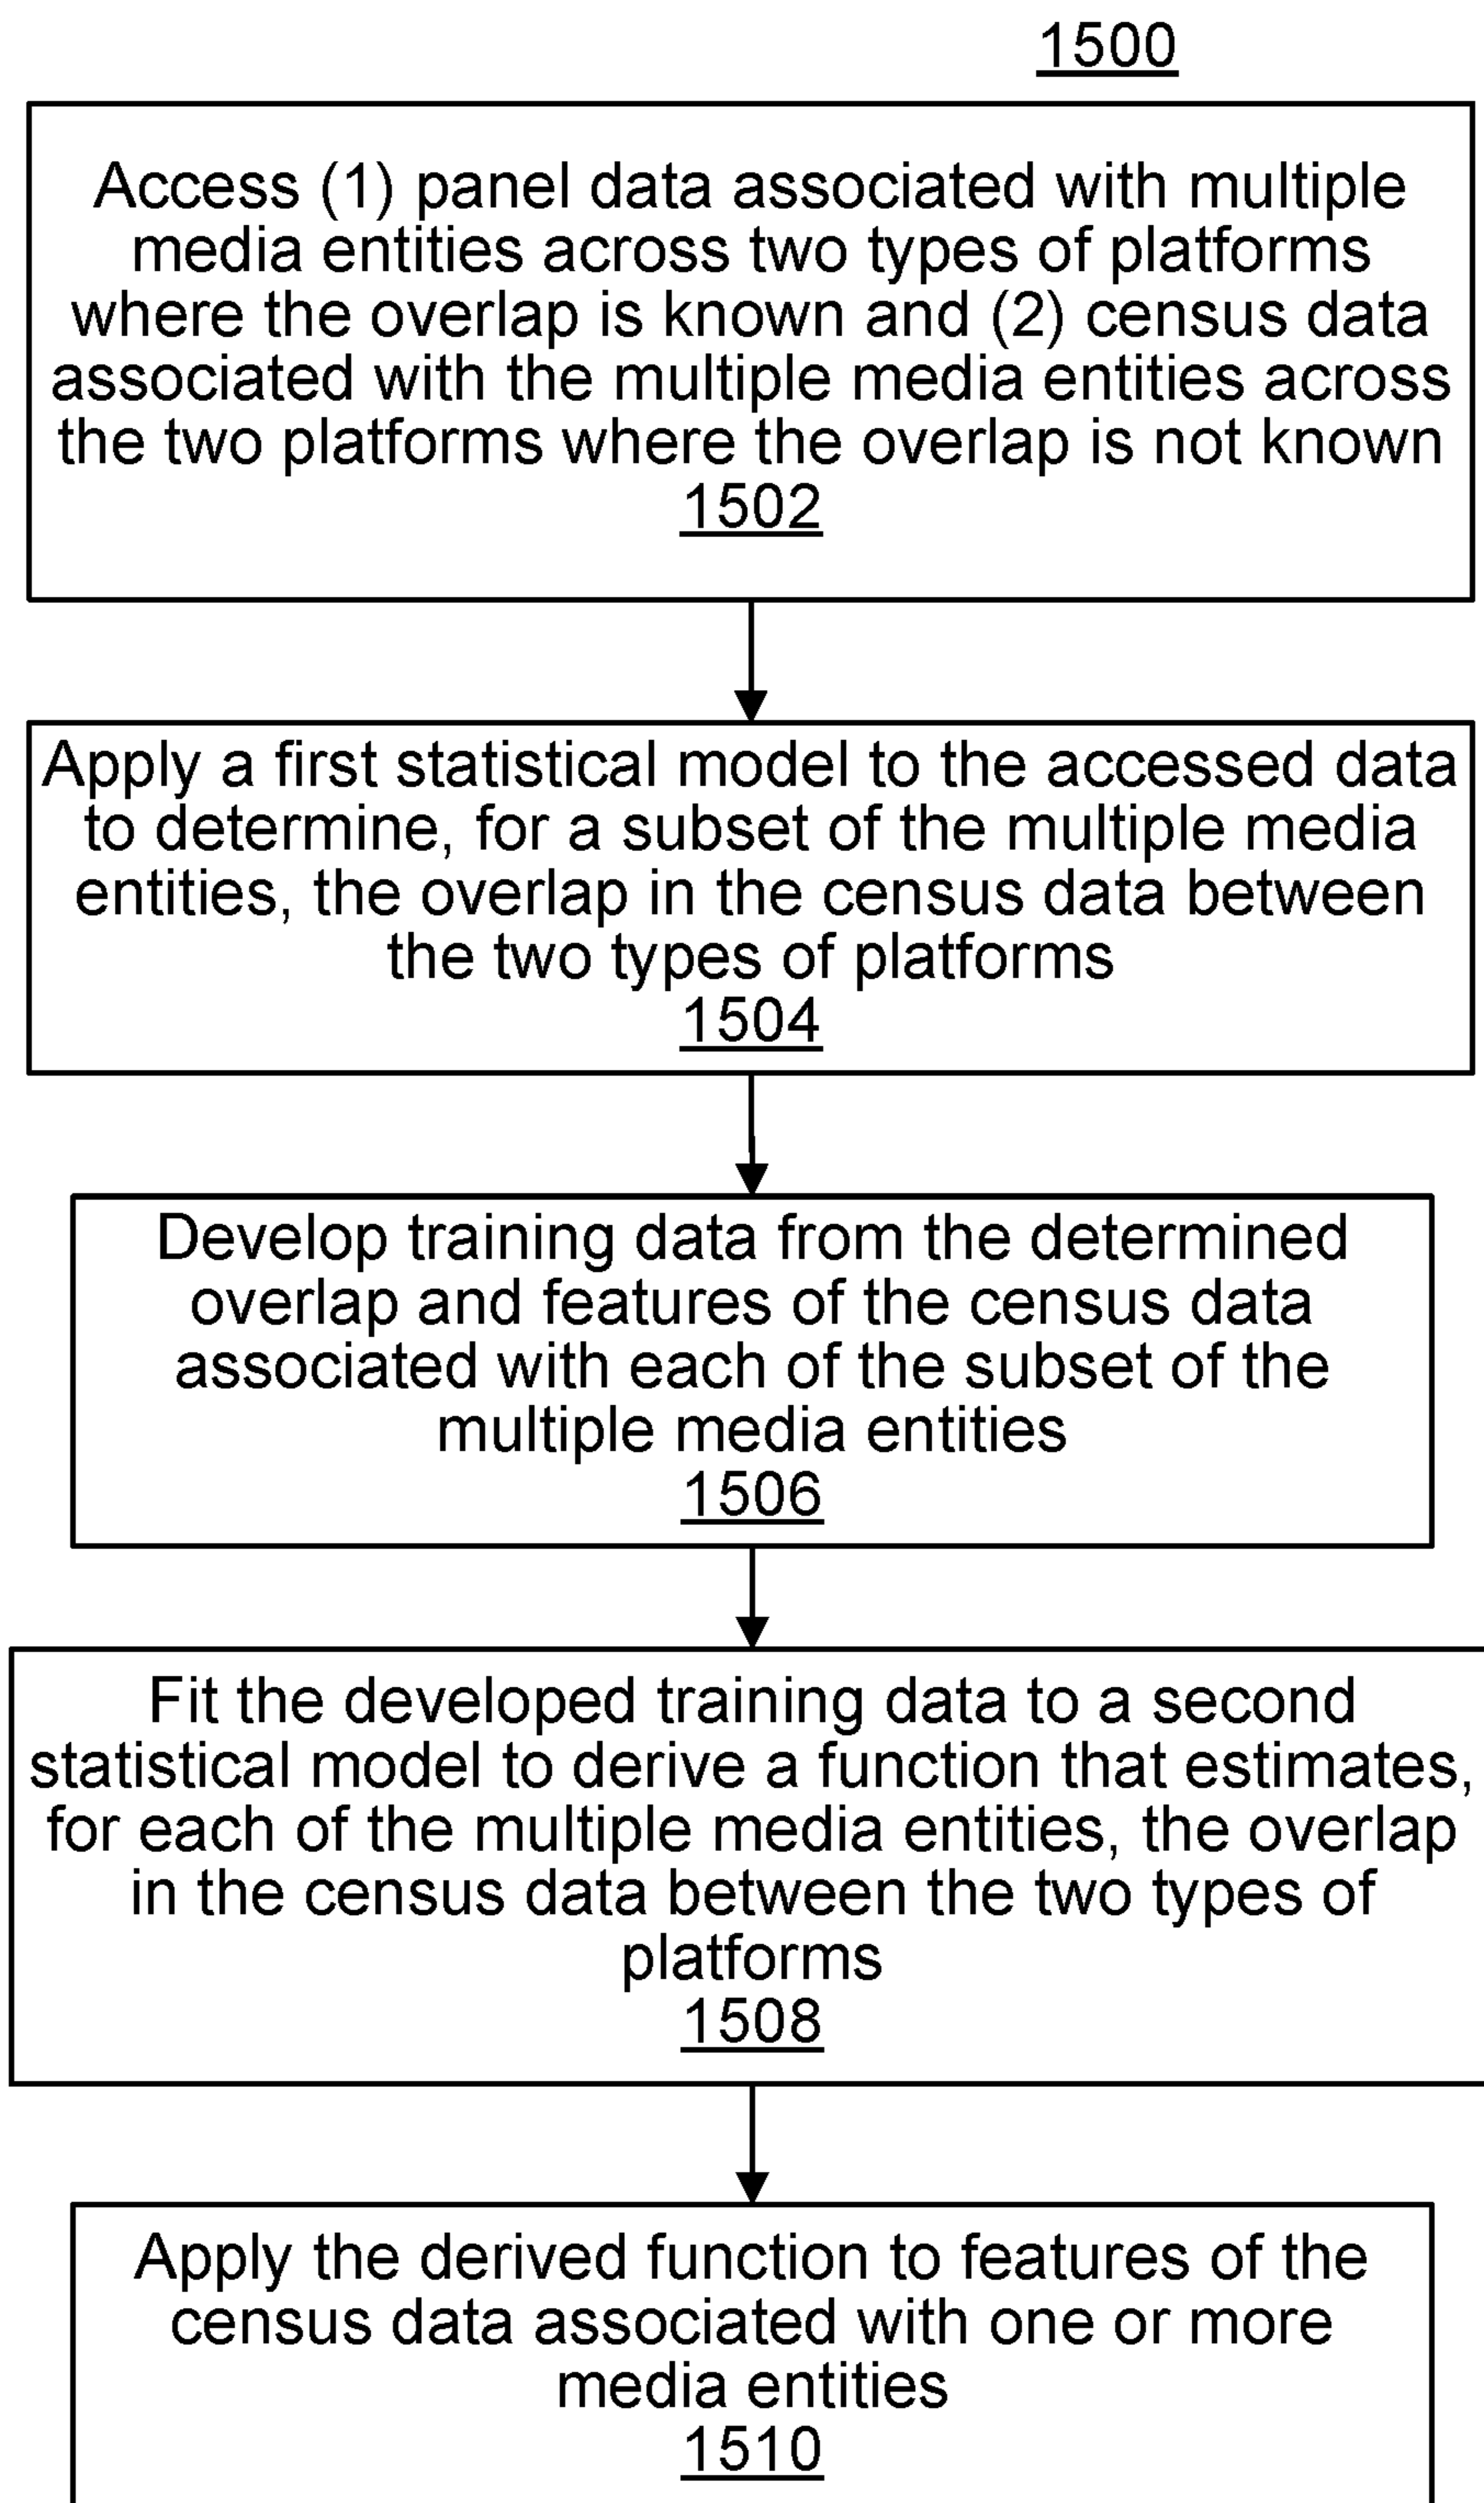 1500
Access (1) panel data associated with multiple
media entities across two types of platforms
where the overlap is known and (2) census data
associated with the multiple media entities across
the two platforms where the overlap is not known
1502
Apply a first statistical model to the accessed data
to determine, for a subset of the multiple media
entities, the overlap in the census data between
the two types of platforms
1504
Develop training data from the determined
overlap and features of the census data
associated with each of the subset of the
multiple media entities
1506
Fit the developed training data to a second
statistical model to derive a function that estimates,
for each of the multiple media entities, the overlap
in the census data between the two types of
platforms
1508
Apply the derived function to features of the
census data associated with one or more
media entities
1510